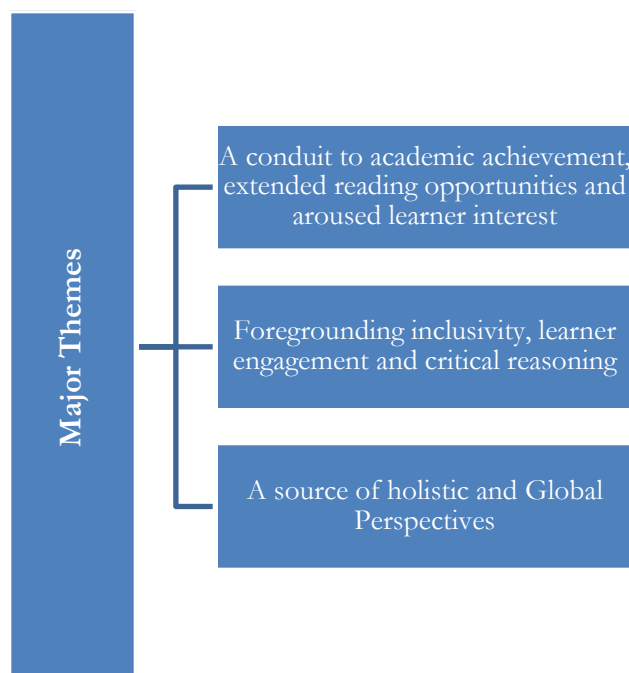 Major Themes
A conduit to academic achievement,
extended reading opportunities and
aroused learner interest
Foregrounding inclusivity, learner
engagement and critical reasoning
A source of holistic and Global
Perspectives